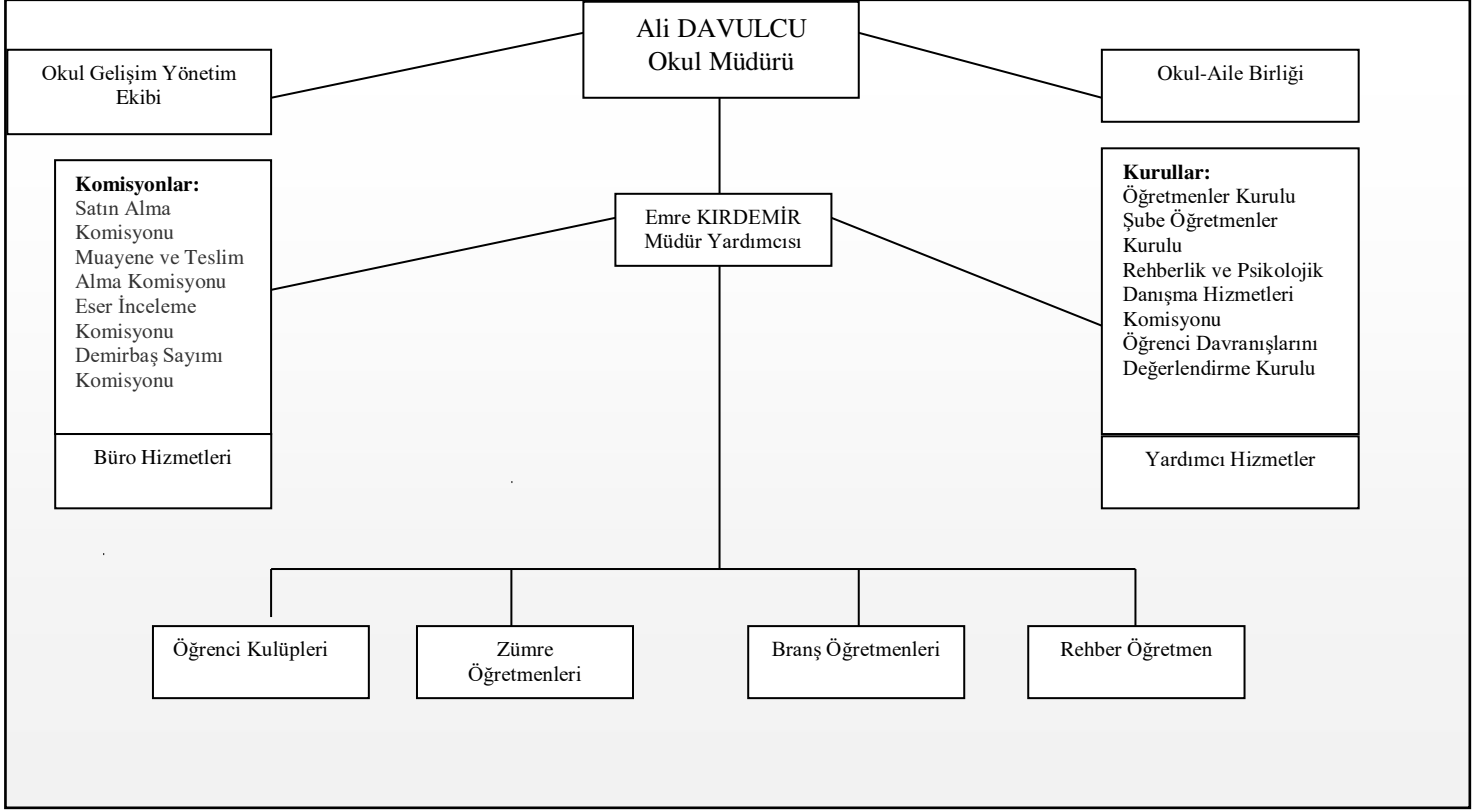 Ali DAVULCU
Okul Müdürü
Okul Gelişim Yönetim
Ekibi
Okul-Aile Birliği
Komisyonlar:
Satın Alma
Komisyonu
Muayene ve Teslim
Alma Komisyonu
Eser İnceleme
Komisyonu
Demirbaş Sayımı
Komisyonu
Emre KIRDEMİR
Müdür Yardımcısı
Kurullar:
Öğretmenler Kurulu
Şube Öğretmenler
Kurulu
Rehberlik ve Psikolojik
Danışma Hizmetleri
Komisyonu
Öğrenci Davranışlarını
Değerlendirme Kurulu
Büro Hizmetleri
Yardımcı Hizmetler
Öğrenci Kulüpleri
Zümre
Öğretmenleri
Branş Öğretmenleri
Rehber Öğretmen